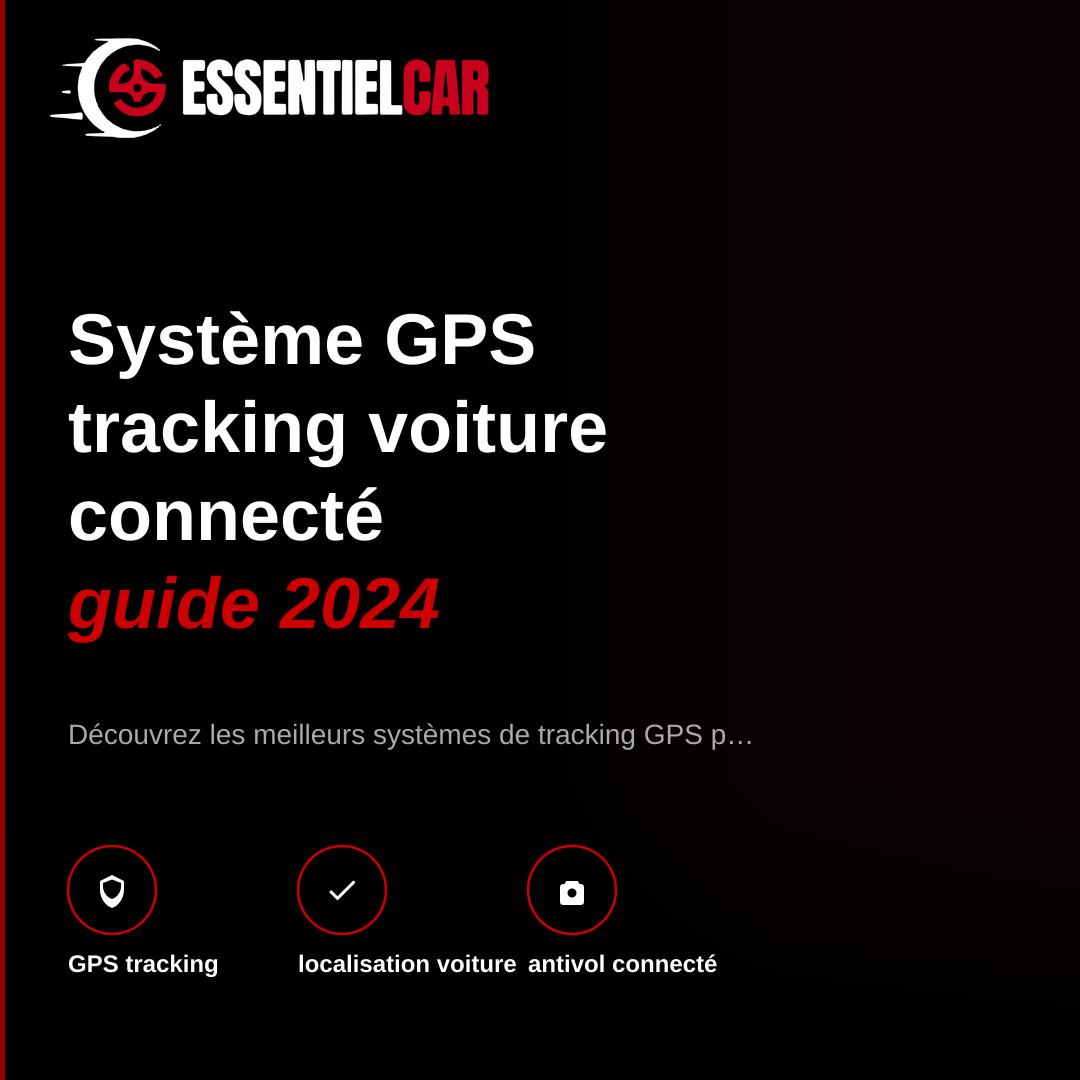 ESSENTIELCAR
Système GPS
tracking voiture
connecté
guide 2024
Découvrez les meilleurs systèmes de tracking GPS p…
GPS tracking
localisation voiture
antivol connecté